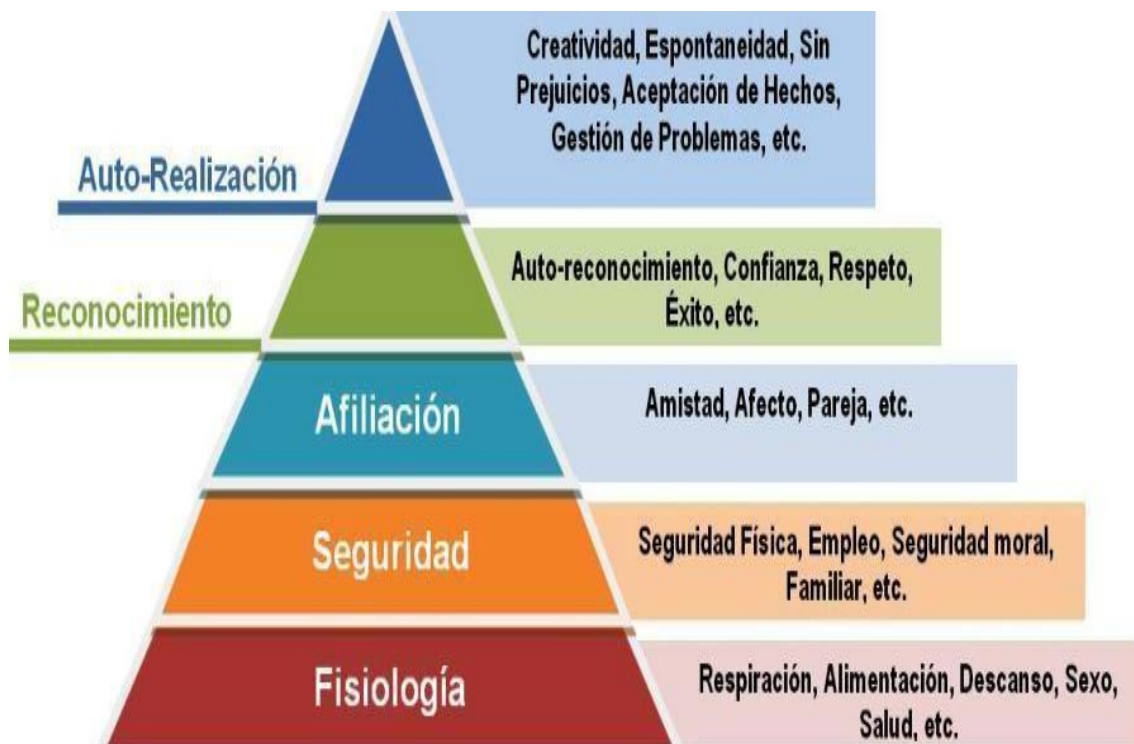 Creatividad, Espontaneidad, Sin
Prejuicios, Aceptación de Hechos,
Gestión de Problemas, etc.
Auto-Realización
Auto-reconocimiento, Confianza, Respeto,
Éxito, etc.
Reconocimiento
Afiliación
Amistad, Afecto, Pareja, etc.
Seguridad
Seguridad Física, Empleo, Seguridad moral,
Familiar, etc.
Fisiología
Respiración, Alimentación, Descanso, Sexo,
Salud, etc.